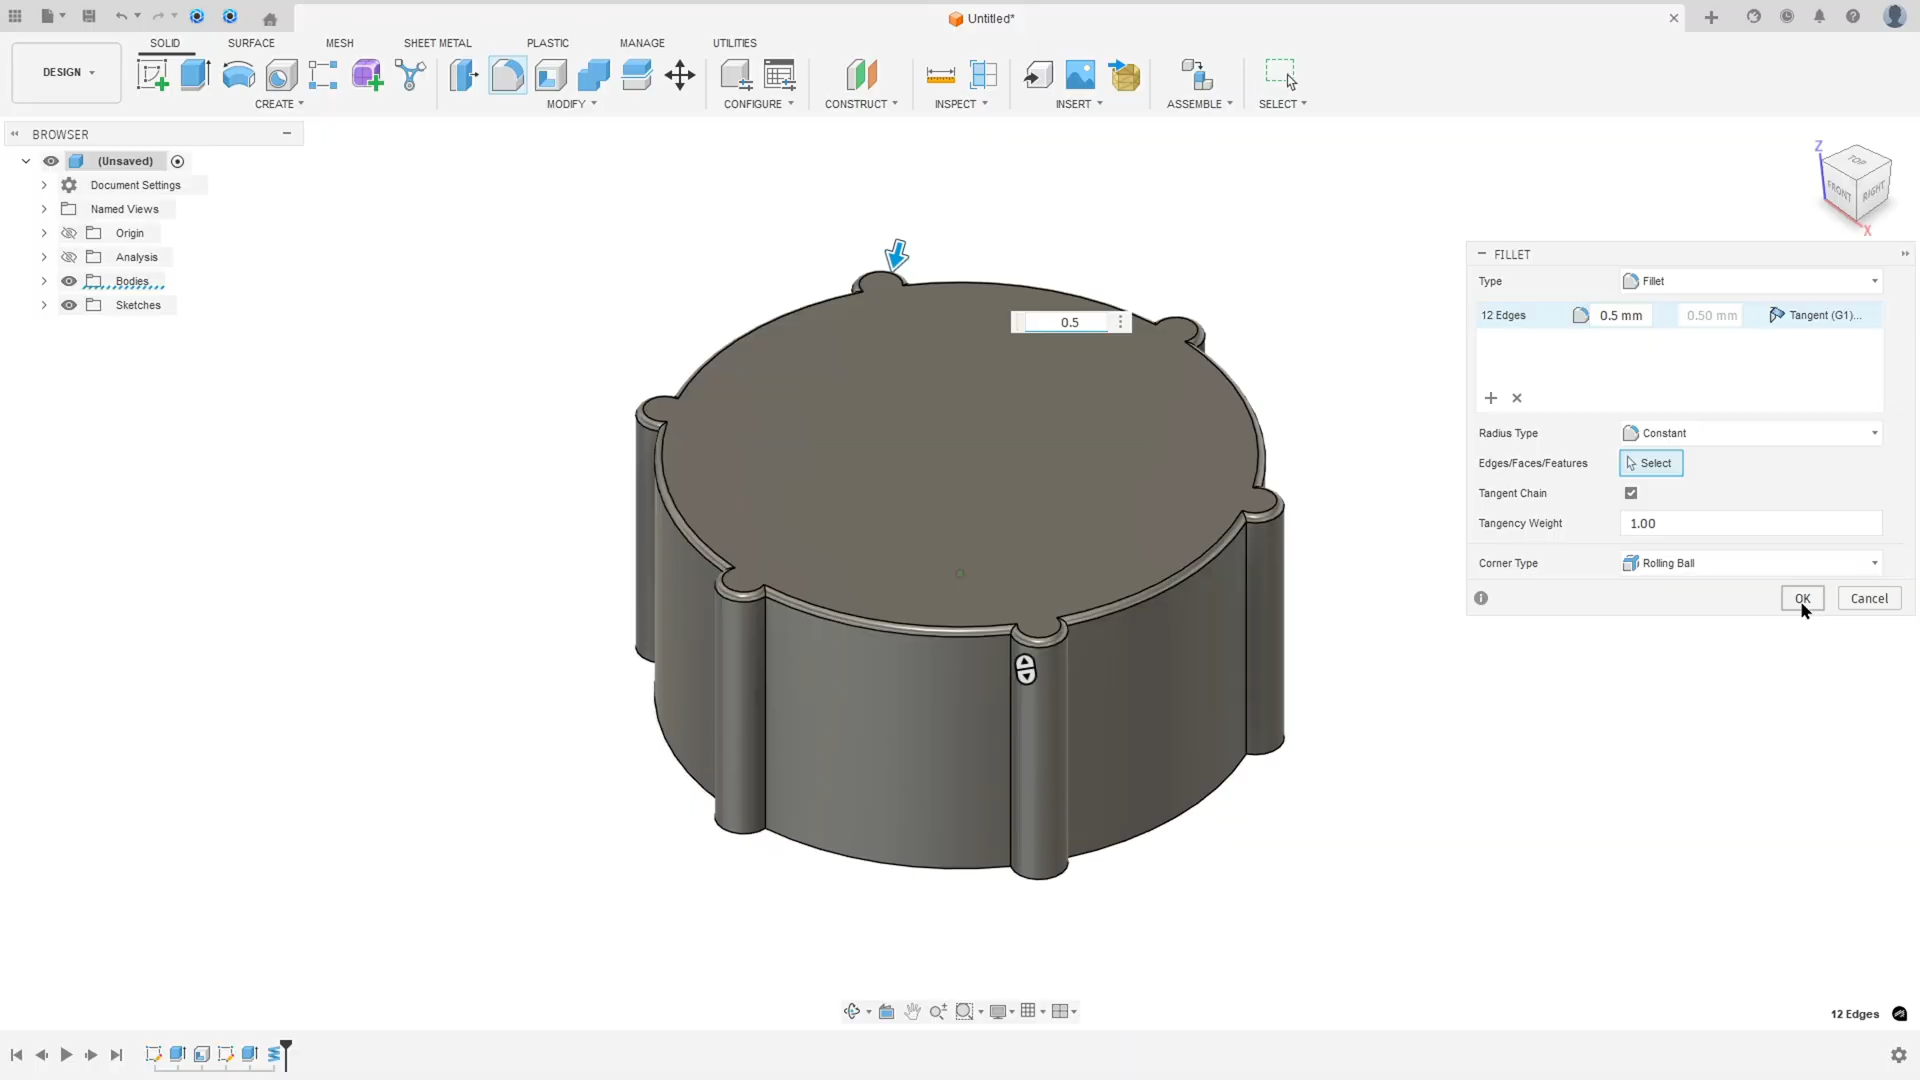 Untitled*
DESIGN
SOLID SURFACE MESH SHEET METAL PLASTIC MANAGE UTILITIES
CREATE MODIFY CONFIGURE CONSTRUCT INSPECT INSERT ASSEMBLE SELECT
BROWSER
(Unsaved)
Document Settings
Named Views
Origin
Analysis
Bodies
Sketches
Z
TOP
FRONT RIGHT
X
0.5
FILLET
Type Fillet
12 Edges 0.5 mm 0.50 mm Tangent (G1)...
Radius Type Constant
Edges/Faces/Features Select
Tangent Chain
Tangency Weight 1.00
Corner Type Rolling Ball
OK Cancel
12 Edges